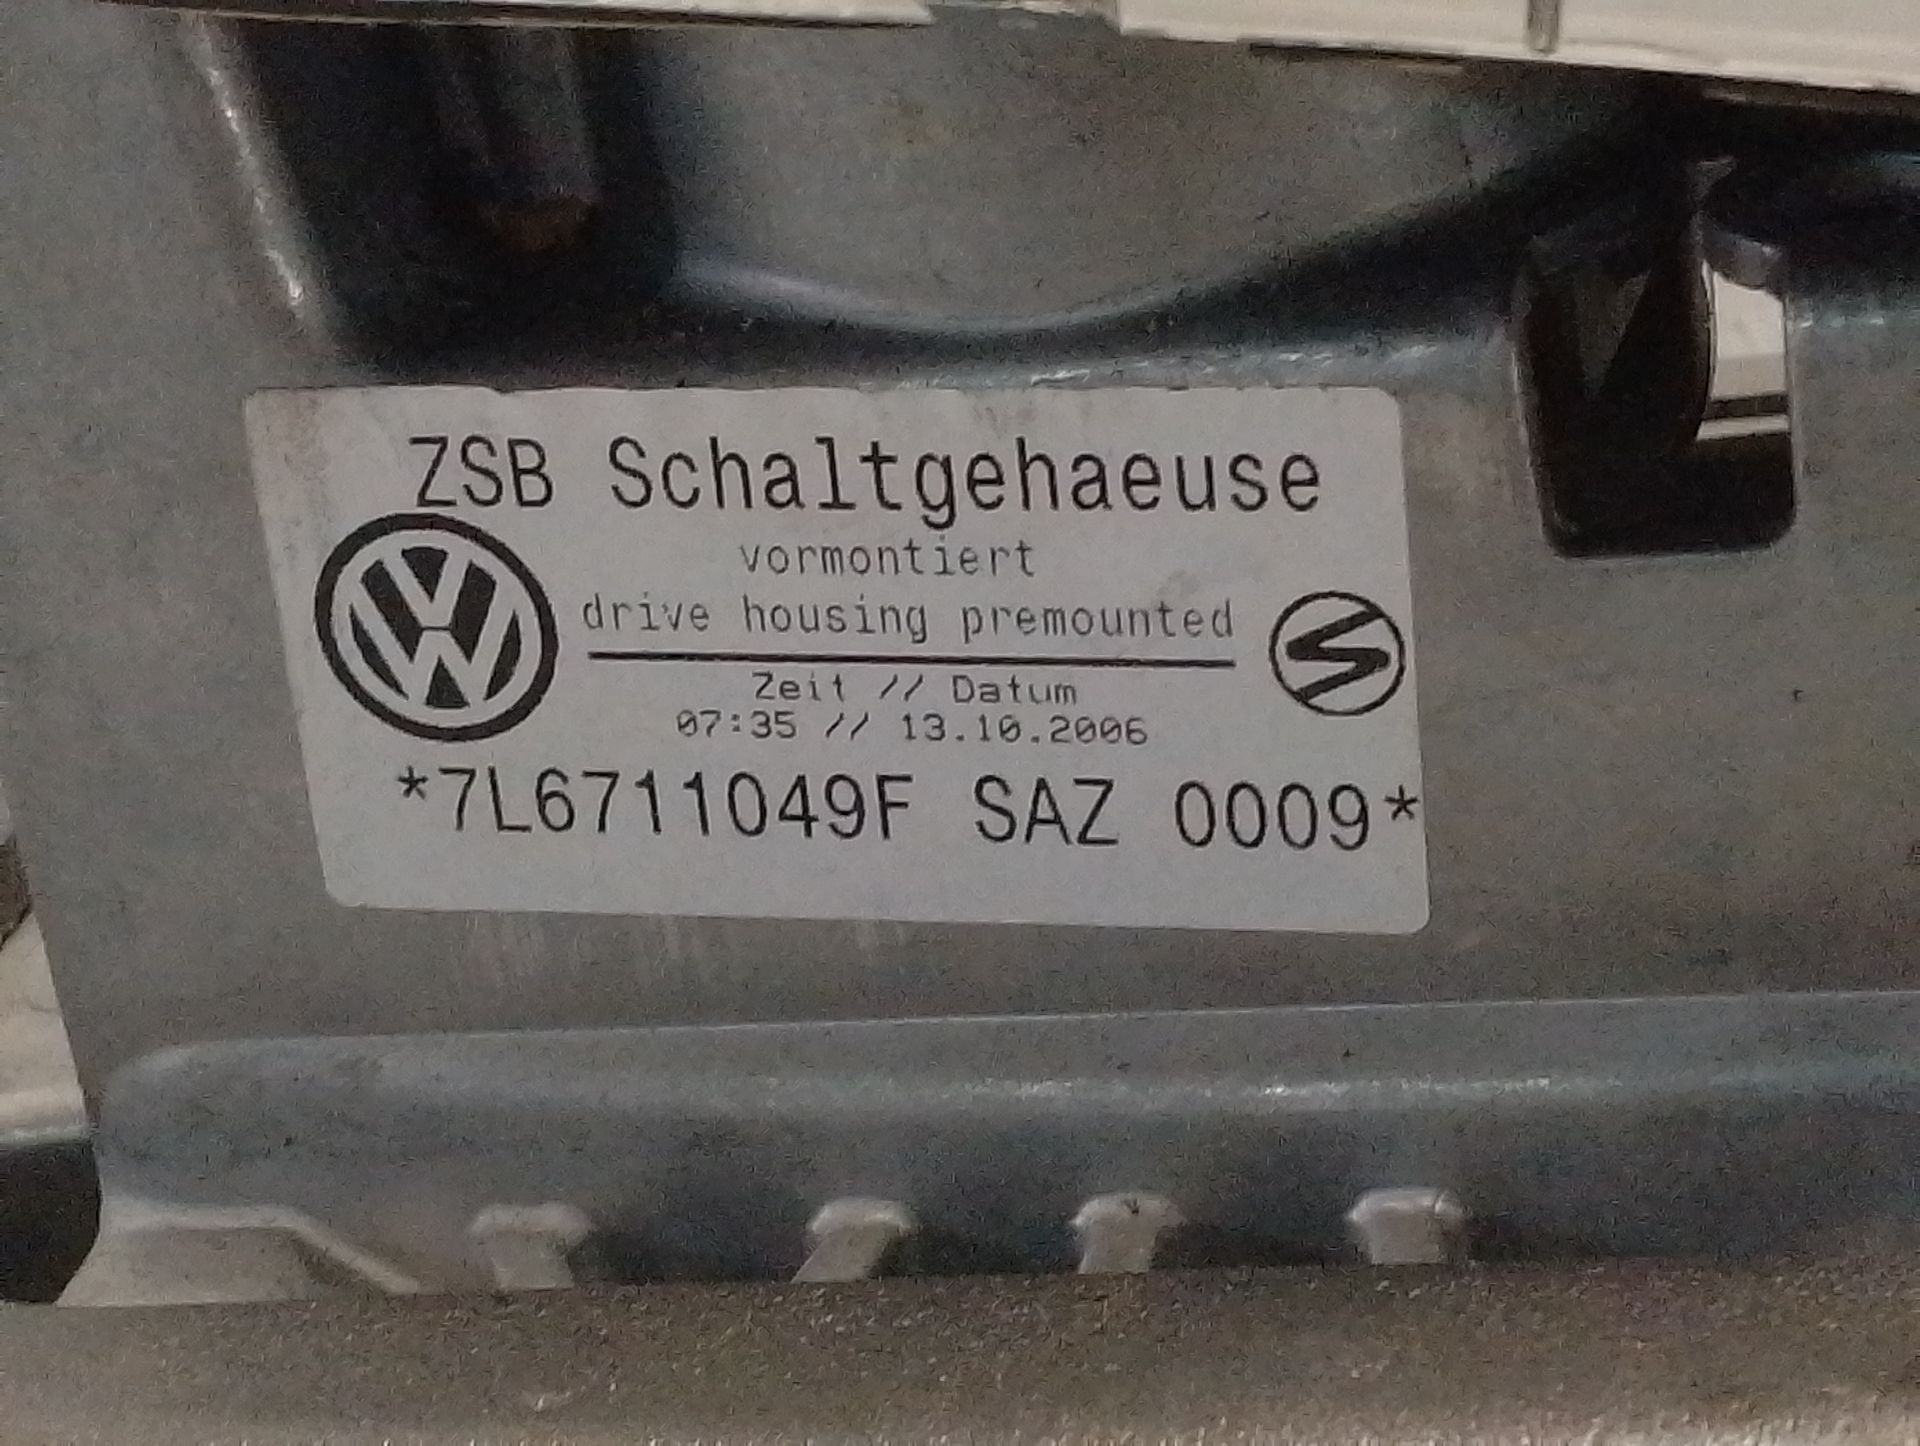 ZSB Schaltgehaeuse
vormontiert
drive housing premounted
Zeit // Datum
07:35 // 13.10.2006
*7L6711049F SAZ 0009*